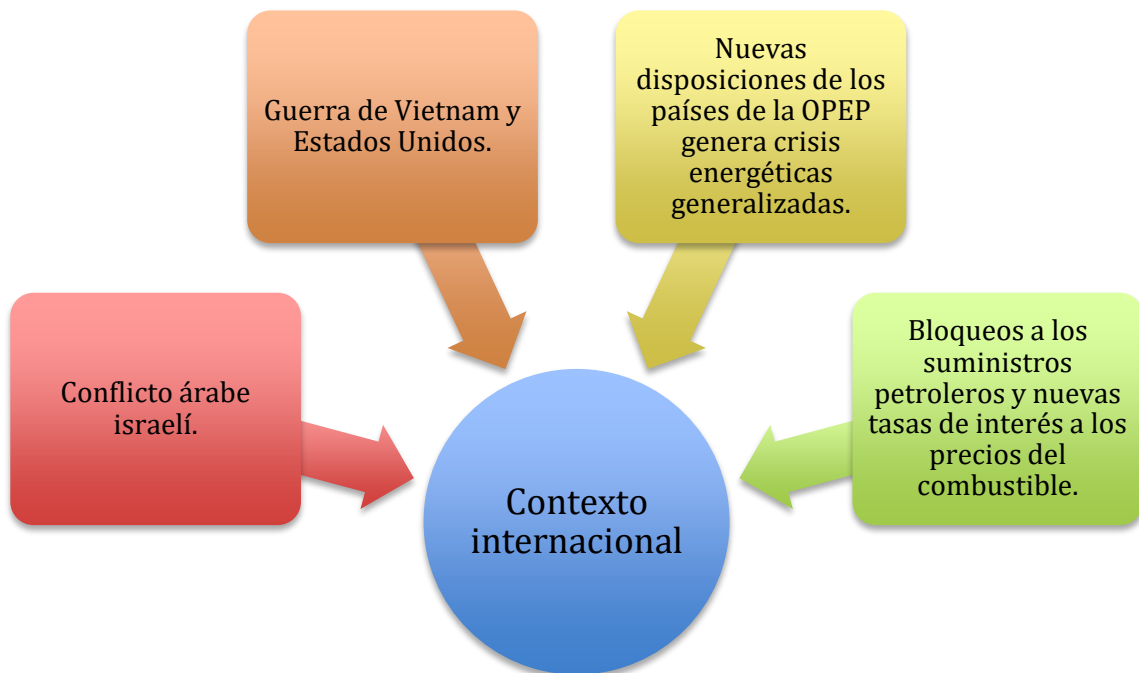 Guerra de Vietnam y
Estados Unidos.
Nuevas
disposiciones de los
países de la OPEP
genera crisis
energéticas
generalizadas.
Conflicto árabe
israelí.
Bloqueos a los
suministros
petroleros y nuevas
tasas de interés a los
precios del
combustible.
Contexto
internacional